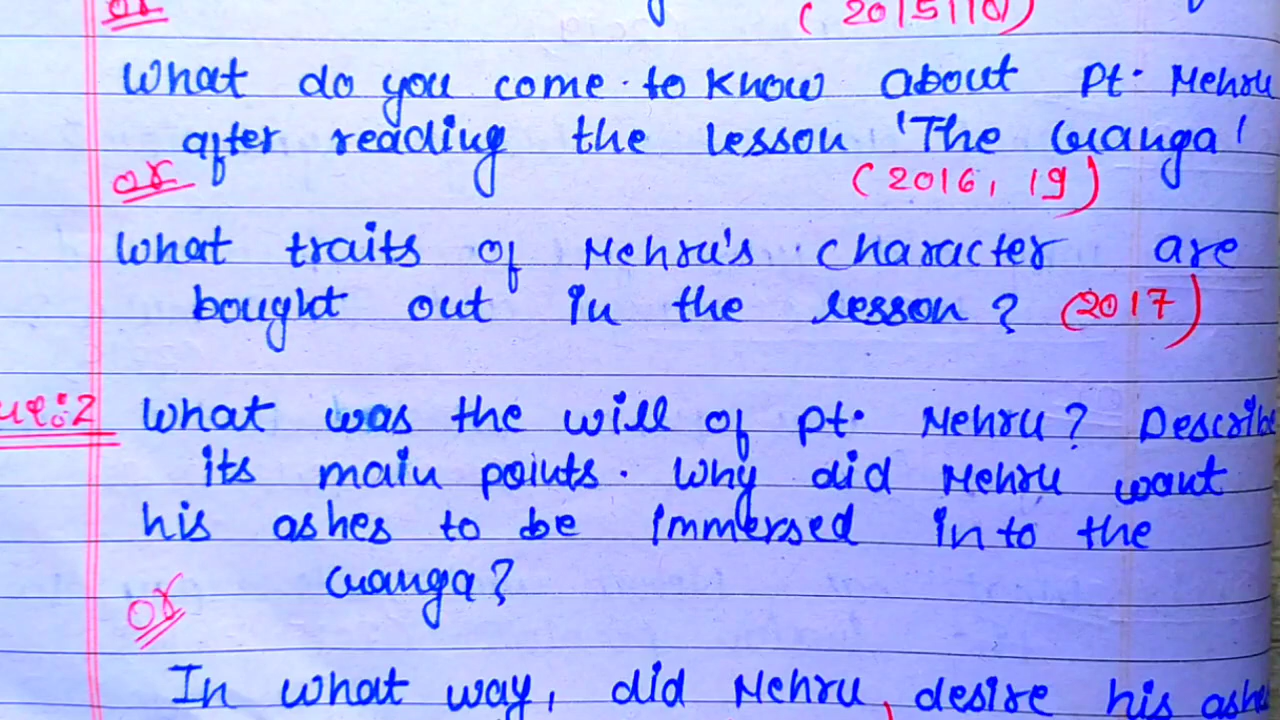 or
( 2015,18)
What do you come to know about Pt. Nehru
after reading the lesson 'The Ganga'
or (2016, 19)
What traits of Nehru's character are
bought out in the lesson? (2017)
2 What was the will of Pt. Nehru? Describ
its main points. Why did Nehru want
his ashes to be immersed into the
Ganga?
or
In what way, did Nehru, desire his ashe